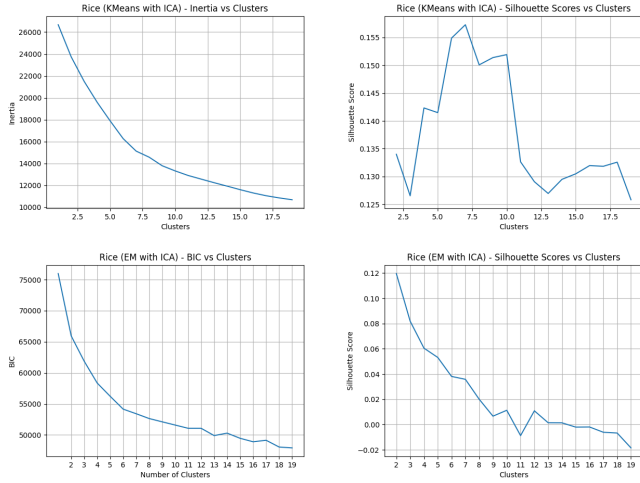 Rice (KMeans with ICA) - Inertia vs Clusters
26000
24000
22000
20000
18000
16000
14000
12000
10000
Inertia
2.5 5.0 7.5 10.0 12.5 15.0 17.5
Clusters
Rice (KMeans with ICA) - Silhouette Scores vs Clusters
0.155
0.150
0.145
0.140
0.135
0.130
0.125
Silhouette Score
2.5 5.0 7.5 10.0 12.5 15.0 17.5
Clusters
Rice (EM with ICA) - BIC vs Clusters
75000
70000
65000
60000
55000
50000
BIC
2 3 4 5 6 7 8 9 10 11 12 13 14 15 16 17 18 19
Number of Clusters
Rice (EM with ICA) - Silhouette Scores vs Clusters
0.12
0.10
0.08
0.06
0.04
0.02
0.00
−0.02
Silhouette Score
2 3 4 5 6 7 8 9 10 11 12 13 14 15 16 17 18 19
Clusters